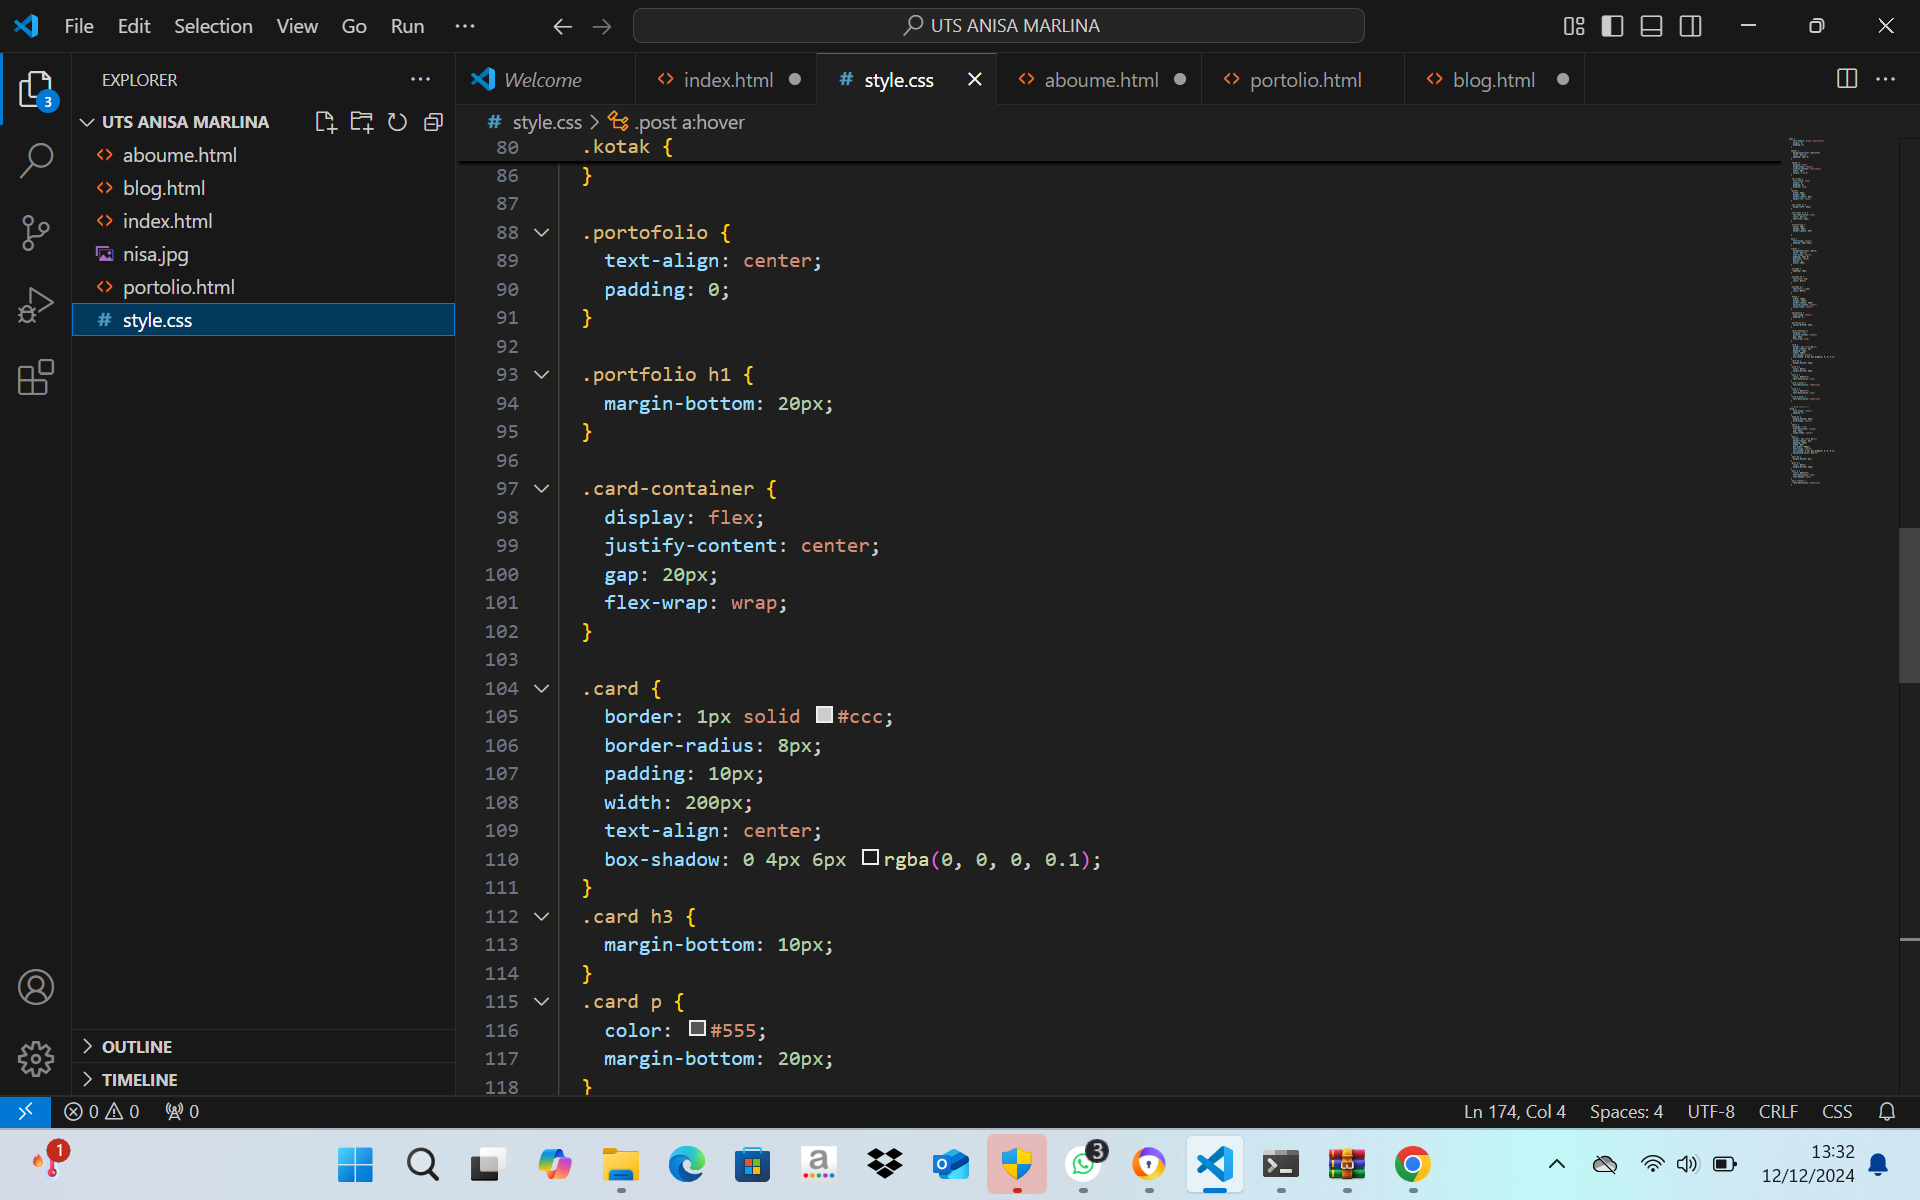 File Edit Selection View Go Run ··· UTS ANISA MARLINA
EXPLORER ···
Welcome index.html style.css aboume.html portolio.html blog.html ···
UTS ANISA MARLINA
3
aboume.html
blog.html
index.html
nisa.jpg
portolio.html
# style.css
# style.css > .post a:hover
80 .kotak {
86 }
87
88 .portofolio {
89 text-align: center;
90 padding: 0;
91 }
92
93 .portfolio h1 {
94 margin-bottom: 20px;
95 }
96
97 .card-container {
98 display: flex;
99 justify-content: center;
100 gap: 20px;
101 flex-wrap: wrap;
102 }
103
104 .card {
105 border: 1px solid #ccc;
106 border-radius: 8px;
107 padding: 10px;
108 width: 200px;
109 text-align: center;
110 box-shadow: 0 4px 6px rgba(0, 0, 0, 0.1);
111 }
112 .card h3 {
113 margin-bottom: 10px;
114 }
115 .card p {
116 color: #555;
117 margin-bottom: 20px;
118 }
OUTLINE
TIMELINE
0 0 0 Ln 174, Col 4 Spaces: 4 UTF-8 CRLF CSS
1
a
3
13:32
12/12/2024